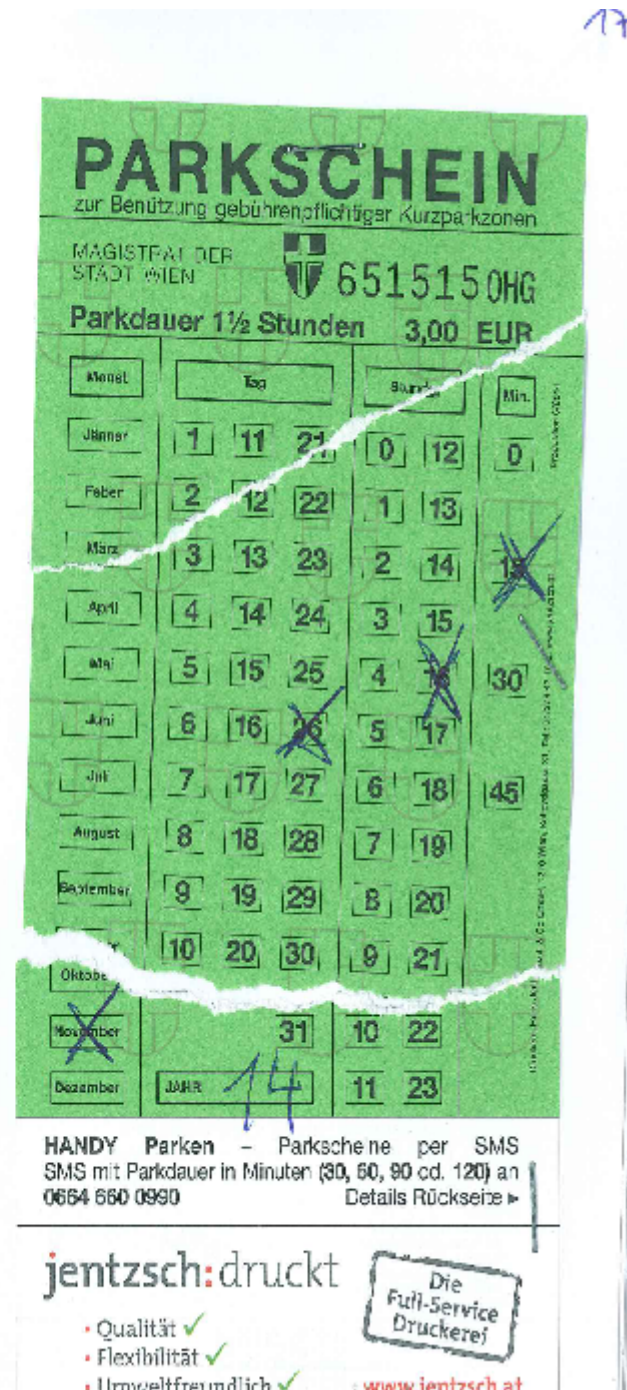 17
PARKSCHEIN
zur Benützung gebührenpflichtiger Kurzparkzonen
MAGISTRAT DER
STADT WIEN
651515 OHG
Parkdauer 1½ Stunden 3,00 EUR
Monat Tag Stunde Min.
Jänner 1 11 21 0 12 0
Feber 2 12 22 1 13
März 3 13 23 2 14 15
April 4 14 24 3 15
Mai 5 15 25 4 16 30
Juni 6 16 26 5 17
Juli 7 17 27 6 18 45
August 8 18 28 7 19
September 9 19 29 8 20
Oktober 10 20 30 9 21
November 31 10 22
Dezember JAHR 14 11 23
HANDY Parken – Parkscheine per SMS
SMS mit Parkdauer in Minuten (30, 60, 90 od. 120) an
0664 660 0990 Details Rückseite ►
jentzsch:druckt
Die
Full-Service
Druckerei
• Qualität ✓
• Flexibilität ✓
• Umweltfreundlich ✓ www.jentzsch.at